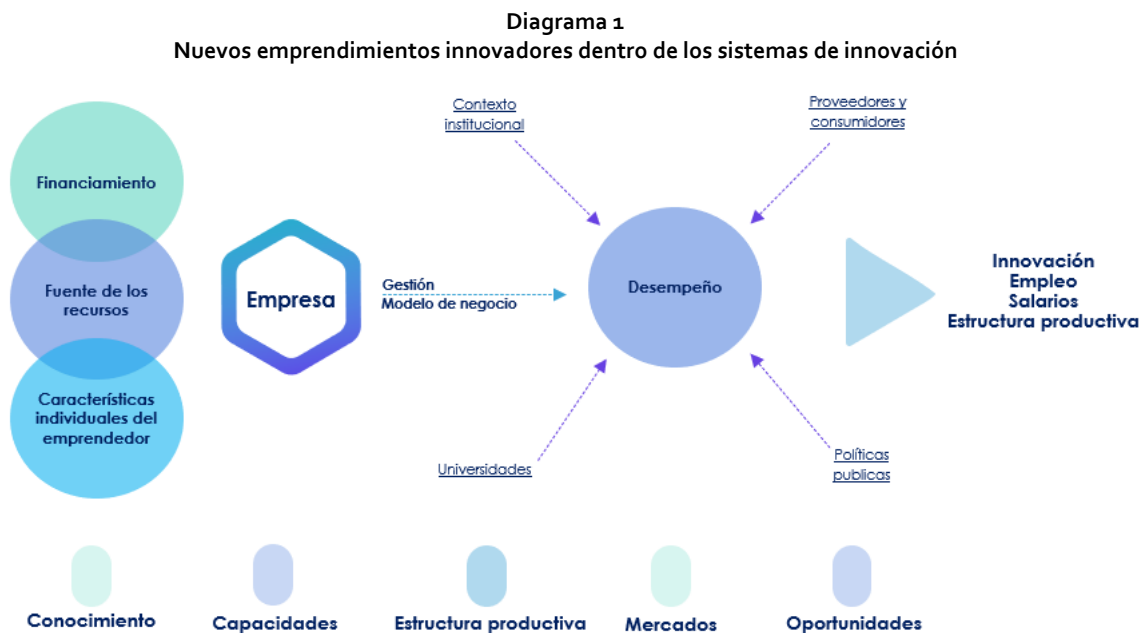 Diagrama 1
Nuevos emprendimientos innovadores dentro de los sistemas de innovación
Financiamiento
Fuente de los
recursos
Características
individuales del
emprendedor
Empresa
Gestión
Modelo de negocio
Contexto
institucional
Proveedores y
consumidores
Desempeño
Universidades
Políticas
publicas
Innovación
Empleo
Salarios
Estructura productiva
Conocimiento
Capacidades
Estructura productiva
Mercados
Oportunidades